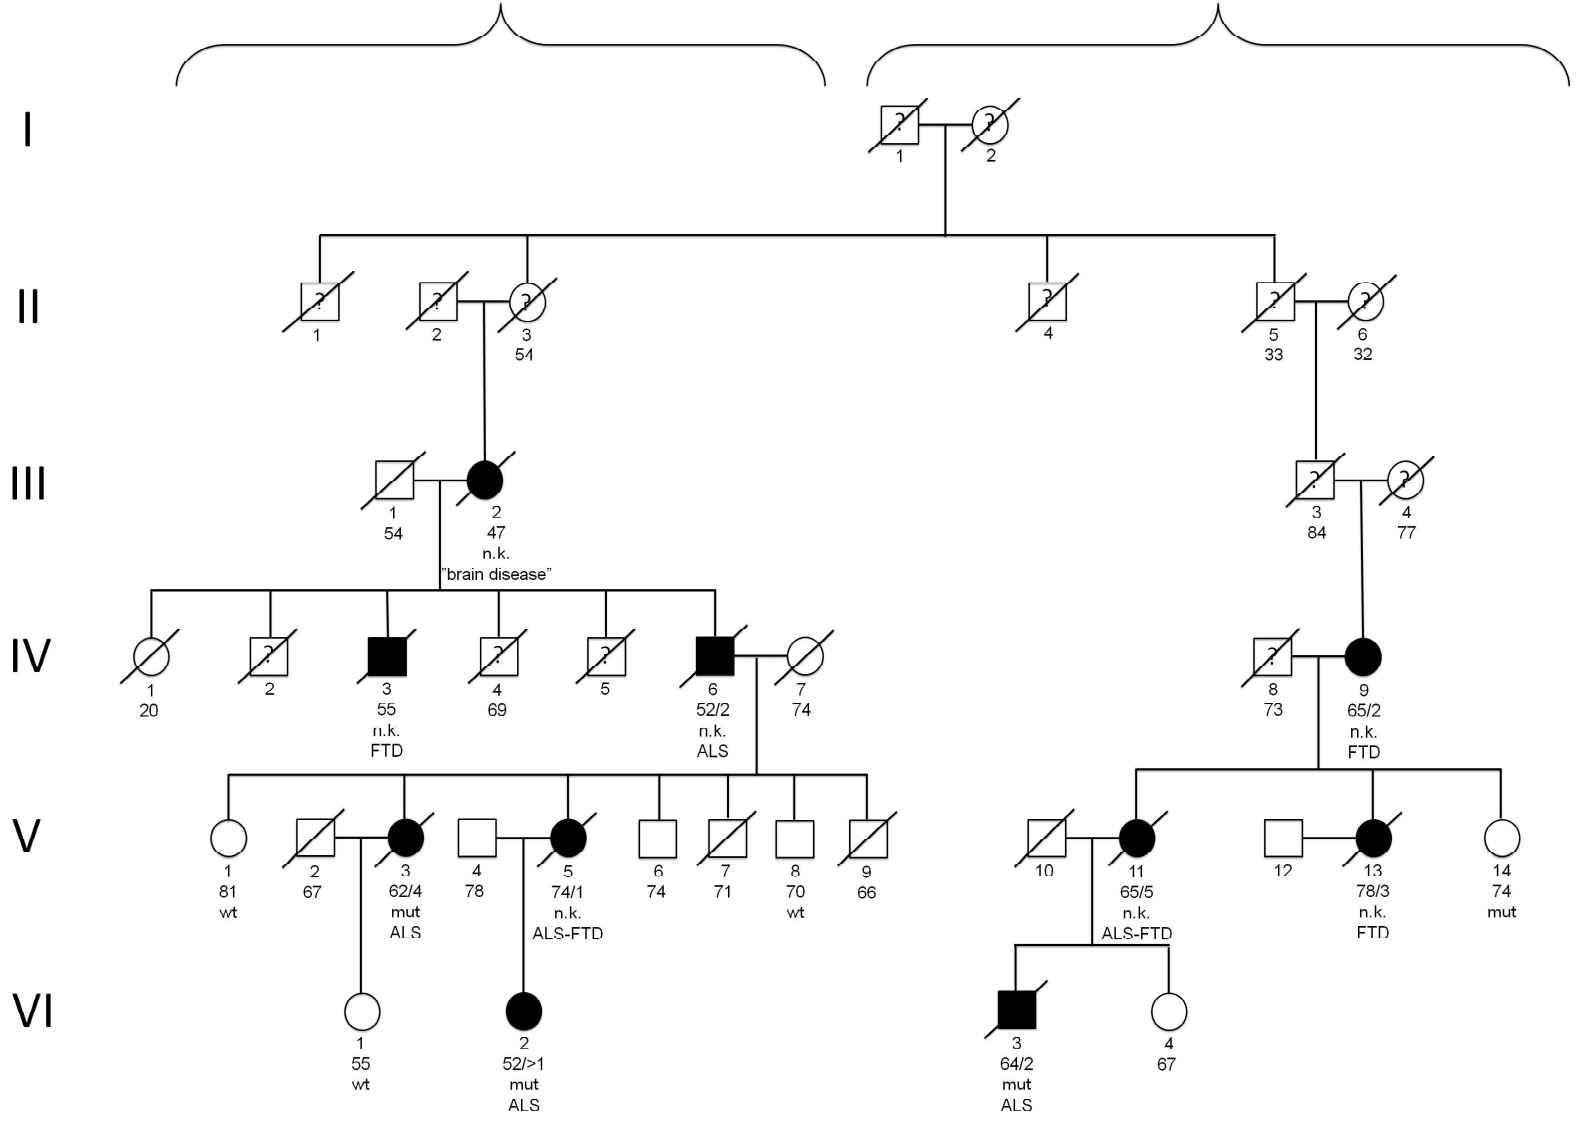 I
? ?
1 2
II
? ? ? ? ? ?
1 2 3 4 5 6
54 33 32
III
? ?
1 2 3 4
54 47 84 77
n.k.
"brain disease"
IV
? ? ? ?
1 2 3 4 5 6 7 8 9
20 55 69 52/2 74 73 65/2
n.k. n.k. n.k.
FTD ALS FTD
V
1 2 3 4 5 6 7 8 9 10 11 12 13 14
81 67 62/4 78 74/1 74 71 70 66 65/5 78/3 74
wt mut n.k. wt n.k. n.k. mut
ALS ALS-FTD ALS-FTD FTD
VI
1 2 3 4
55 52/>1 64/2 67
wt mut mut
ALS ALS